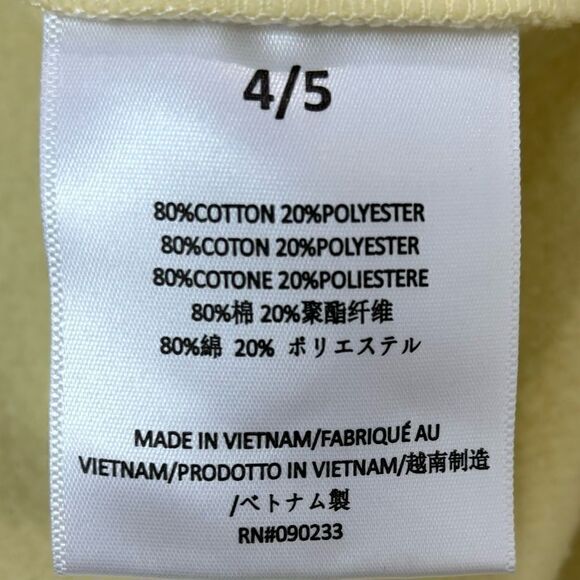 4/5
80%COTTON 20%POLYESTER
80%COTON 20%POLYESTER
80%COTONE 20%POLIESTERE
80%棉 20%聚酯纤维
80%綿 20% ポリエステル
MADE IN VIETNAM/FABRIQUÉ AU
VIETNAM/PRODOTTO IN VIETNAM/越南制造
/ベトナム製
RN#090233